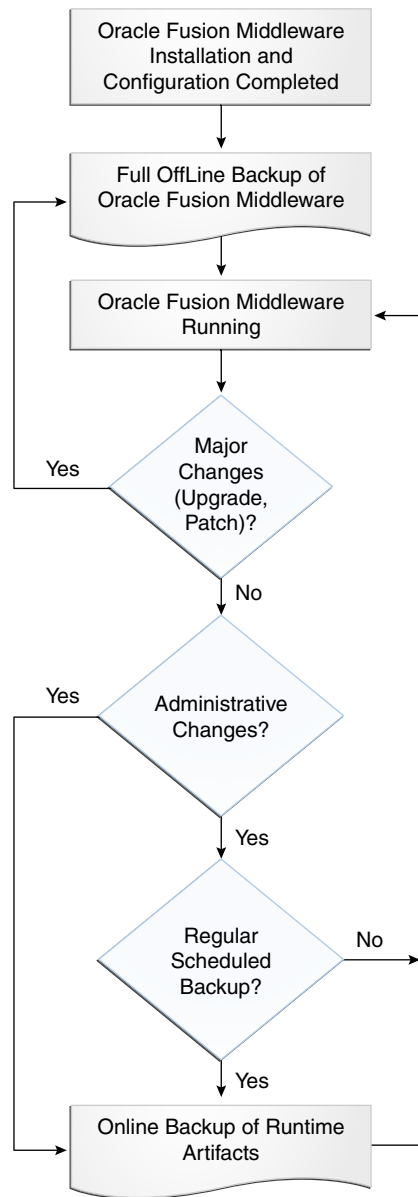 Oracle Fusion Middleware
Installation and
Configuration Completed
Full OffLine Backup of
Oracle Fusion Middleware
Oracle Fusion Middleware
Running
Yes
Major
Changes
(Upgrade,
Patch)?
No
Yes
Administrative
Changes?
Yes
Regular
Scheduled
Backup?
No
Yes
Online Backup of Runtime
Artifacts